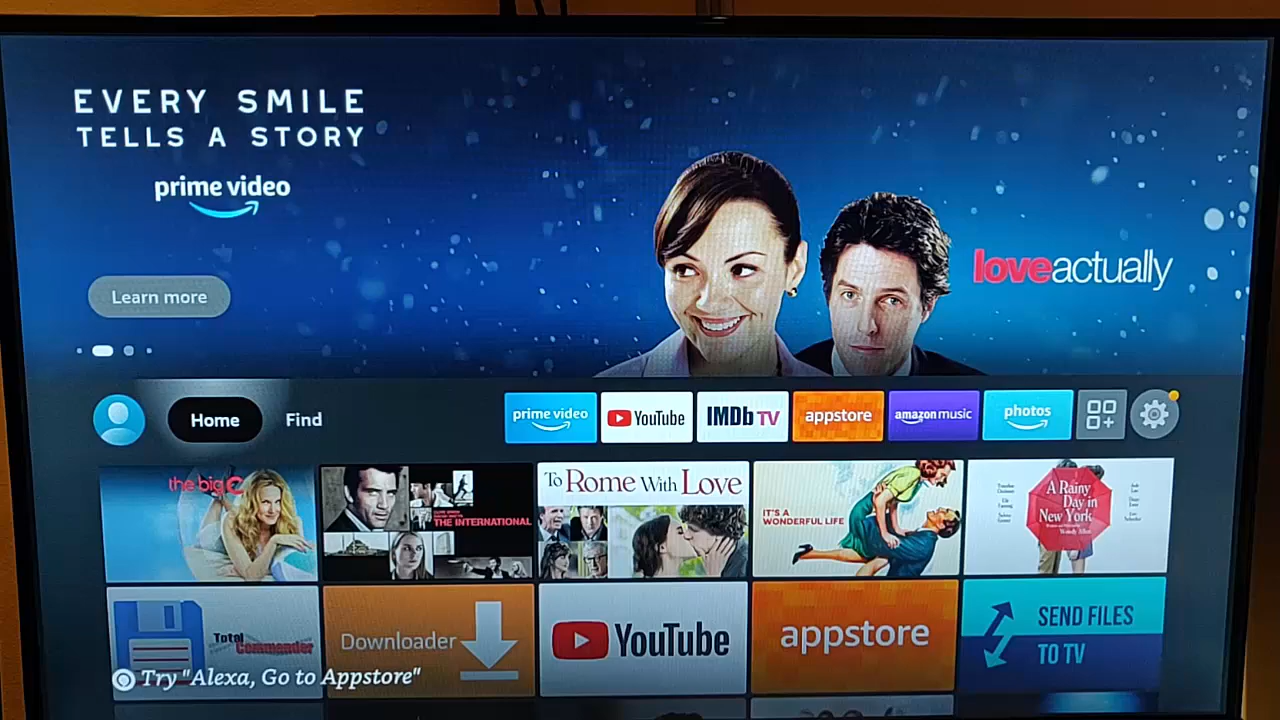 EVERY SMILE
TELLS A STORY
prime video
loveactually
Learn more
Home
Find
prime video
YouTube
IMDb TV
appstore
amazon music
photos
the big c
THE INTERNATIONAL
To Rome With Love
IT'S A
WONDERFUL LIFE
A Rainy
Day in
New York
Total
Commander
Downloader
YouTube
appstore
SEND FILES
TO TV
Try "Alexa, Go to Appstore"